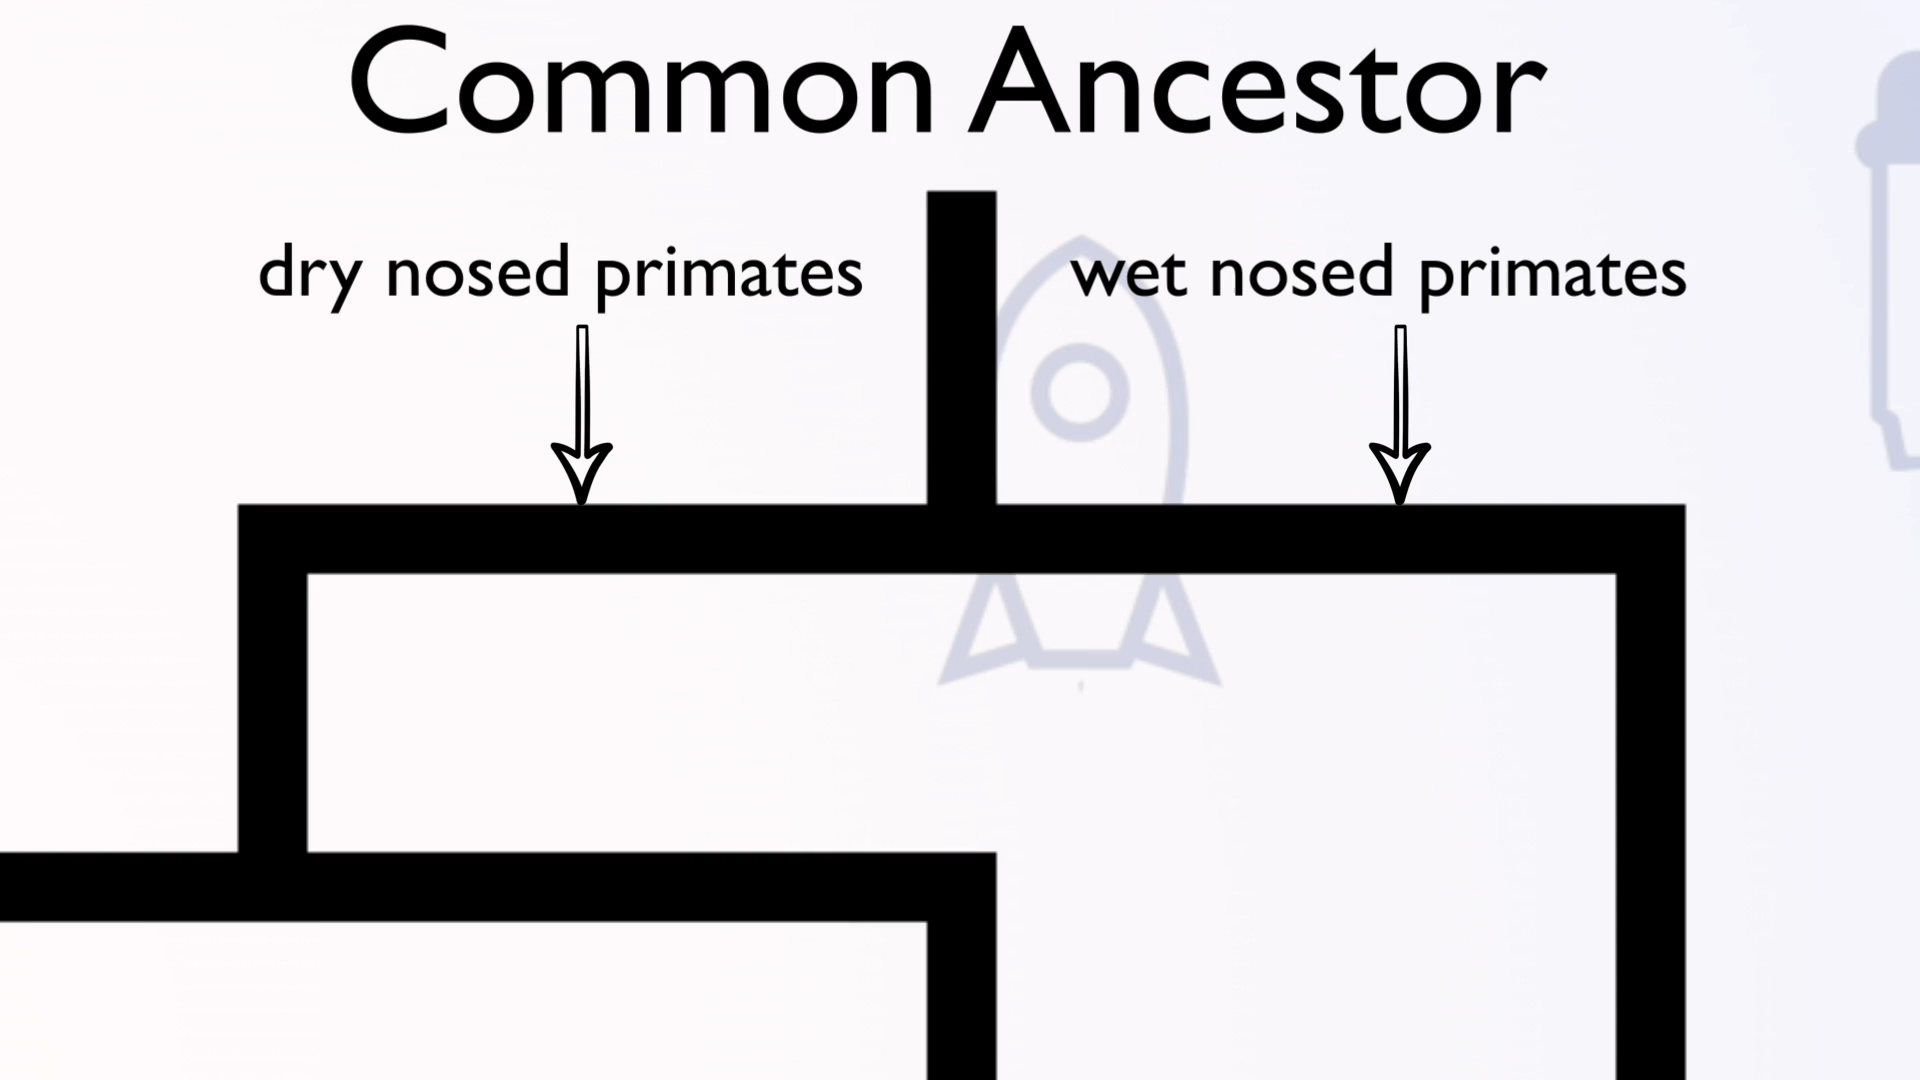 Common Ancestor
dry nosed primates
wet nosed primates